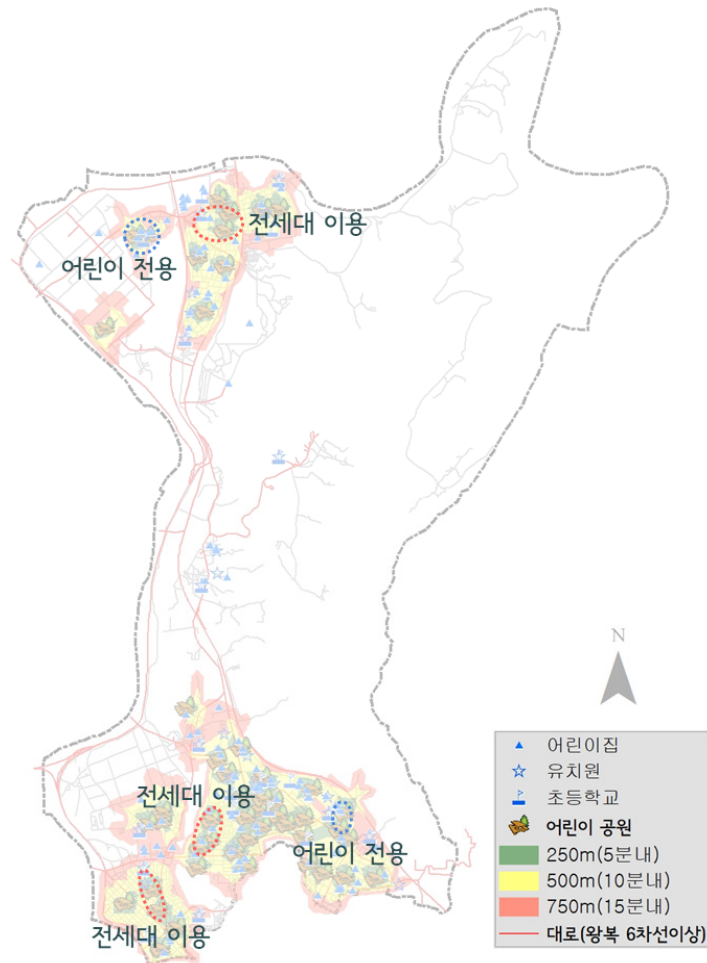 전세대 이용
어린이 전용
N
어린이집
유치원
초등학교
어린이 공원
250m(5분내)
500m(10분내)
750m(15분내)
대로(왕복 6차선이상)
전세대 이용
어린이 전용
전세대 이용